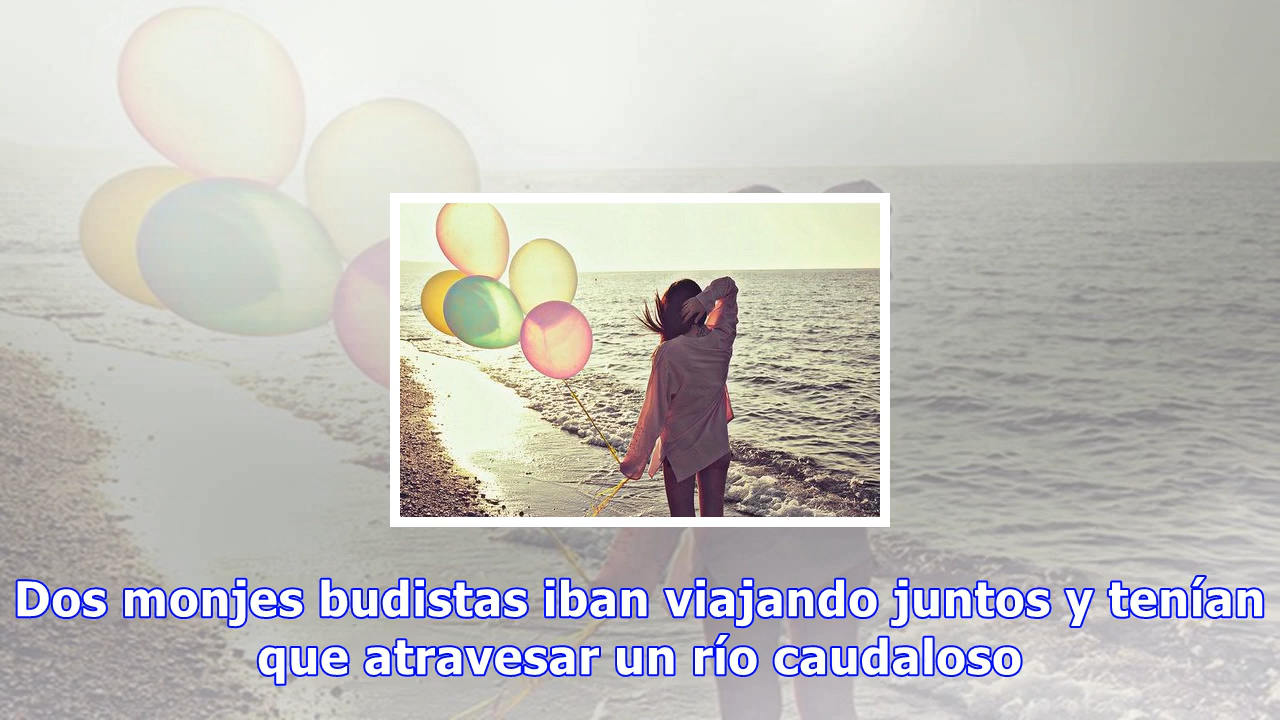 Dos monjes budistas iban viajando juntos y tenían
que atravesar un río caudaloso